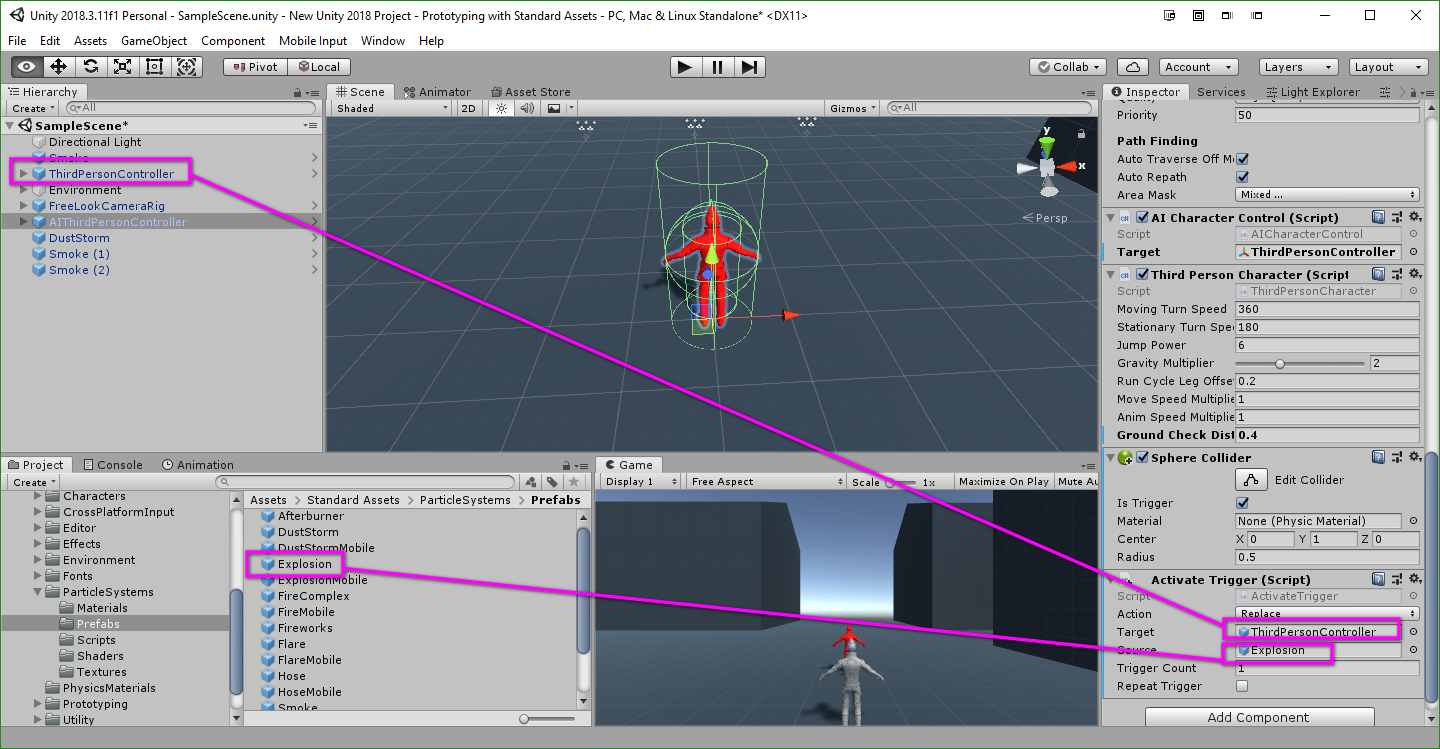 Unity 2018.3.11f1 Personal - SampleScene.unity - New Unity 2018 Project - Prototyping with Standard Assets - PC, Mac & Linux Standalone* <DX11>
File Edit Assets GameObject Component Mobile Input Window Help
Pivot Local Collab Account Layers Layout
Hierarchy
Create All
SampleScene*
Directional Light
Smoke
ThirdPersonController
Environment
FreeLookCameraRig
AIThirdPersonController
DustStorm
Smoke (1)
Smoke (2)
Scene Animator Asset Store
Shaded 2D Gizmos All
y
x
Persp
Inspector Services Light Explorer
Priority 50
Path Finding
Auto Traverse Off M
Auto Repath
Area Mask Mixed ...
AI Character Control (Script)
Script AICharacterControl
Target ThirdPersonController
Third Person Character (Script
Script ThirdPersonCharacter
Moving Turn Speed 360
Stationary Turn Spe 180
Jump Power 6
Gravity Multiplier 2
Run Cycle Leg Offse 0.2
Move Speed Multiplie 1
Anim Speed Multiplie 1
Ground Check Dist 0.4
Sphere Collider
Edit Collider
Is Trigger
Material None (Physic Material)
Center X 0 Y 1 Z 0
Radius 0.5
Activate Trigger (Script)
Script ActivateTrigger
Action Replace
Target ThirdPersonController
Source Explosion
Trigger Count 1
Repeat Trigger
Add Component
Project Console Animation
Create
Characters
CrossPlatformInput
Editor
Effects
Environment
Fonts
ParticleSystems
Materials
Prefabs
Scripts
Shaders
Textures
PhysicsMaterials
Prototyping
Utility
Assets Standard Assets ParticleSystems Prefabs
Afterburner
DustStorm
DustStormMobile
Explosion
ExplosionMobile
FireComplex
FireMobile
Fireworks
Flare
FlareMobile
Hose
HoseMobile
Smoke
Game
Display 1 Free Aspect Scale 1x Maximize On Play Mute Au